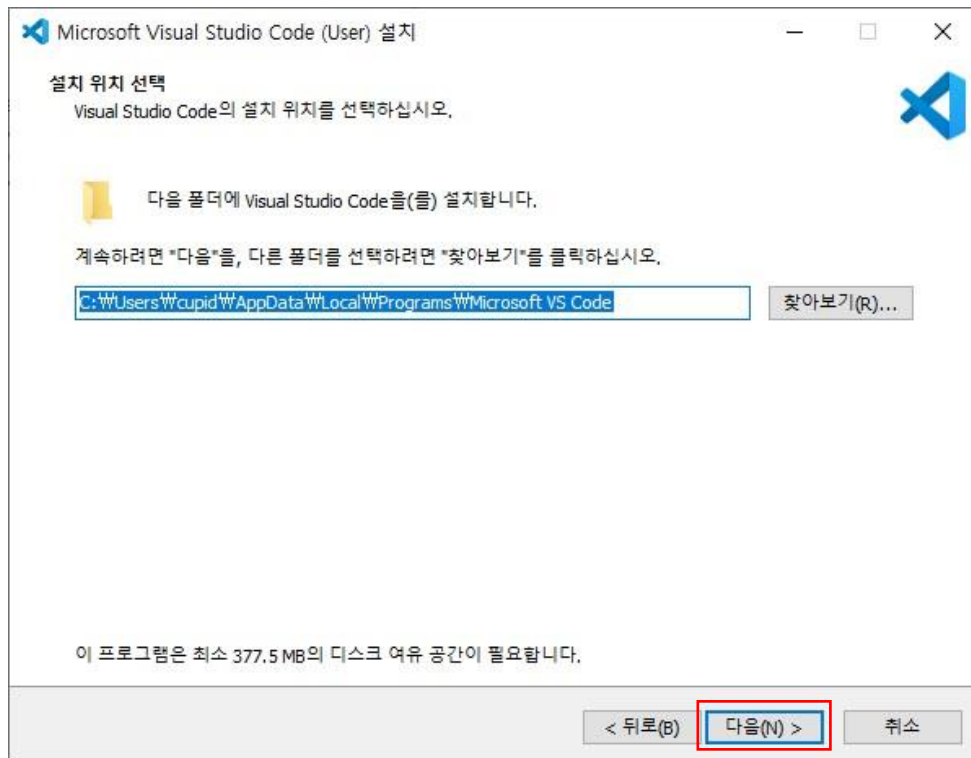 Microsoft Visual Studio Code (User) 설치
설치 위치 선택
Visual Studio Code의 설치 위치를 선택하십시오.
다음 폴더에 Visual Studio Code을(를) 설치합니다.
계속하려면 "다음"을, 다른 폴더를 선택하려면 "찾아보기"를 클릭하십시오.
C:₩Users₩cupid₩AppData₩Local₩Programs₩Microsoft VS Code
찾아보기(R)...
이 프로그램은 최소 377.5 MB의 디스크 여유 공간이 필요합니다.
< 뒤로(B) 다음(N) > 취소